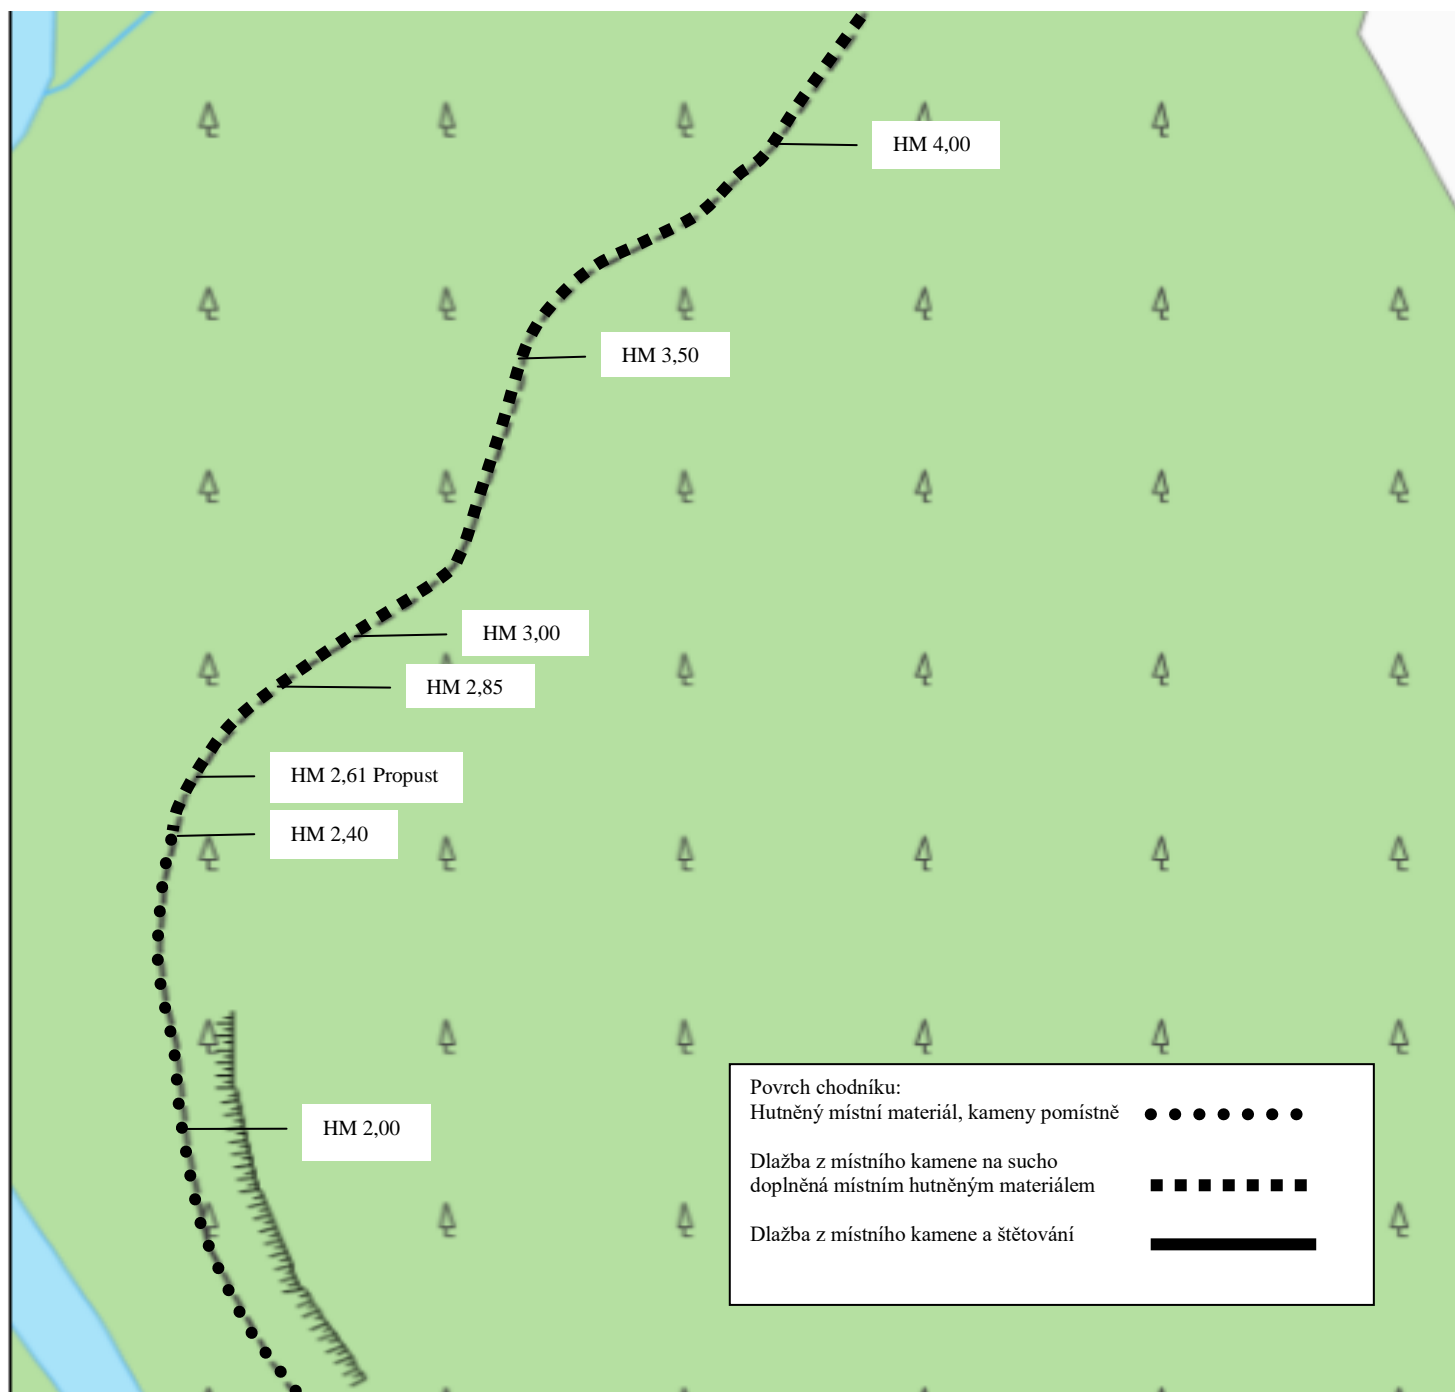 HM 4,00
HM 3,50
HM 3,00
HM 2,85
HM 2,61 Propust
HM 2,40
HM 2,00
Povrch chodníku:
Hutněný místní materiál, kameny pomístně
Dlažba z místního kamene na sucho
doplněná místním hutněným materiálem
Dlažba z místního kamene a štětování